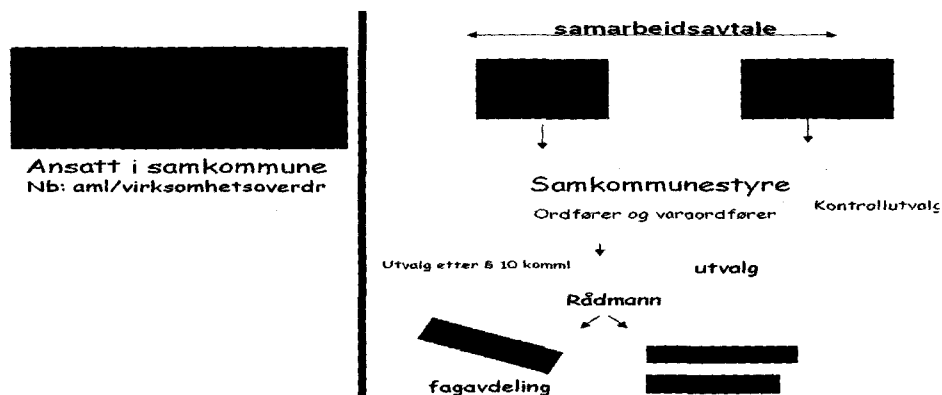 Ansatt i samkommune
Nb: aml/virksomhetsoverdr
samarbeidsavtale
Samkommunestyre
Ordfører og varaordfører
Kontrollutvalg
Utvalg etter § 10 komml
utvalg
Rådmann
fagavdeling